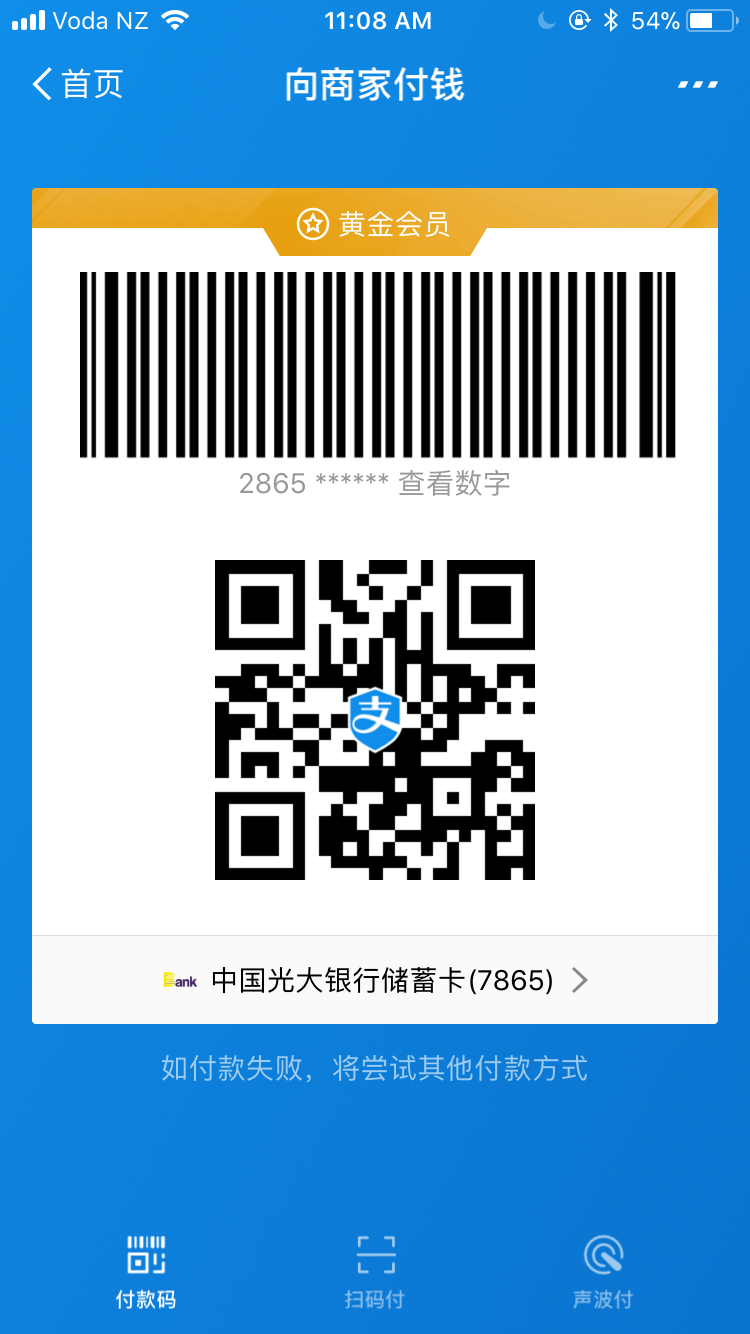 Voda NZ 11:08 AM 54%
首页 向商家付钱
黄金会员
2865 ****** 查看数字
支
Bank 中国光大银行储蓄卡(7865)
如付款失败，将尝试其他付款方式
付款码 扫码付 声波付